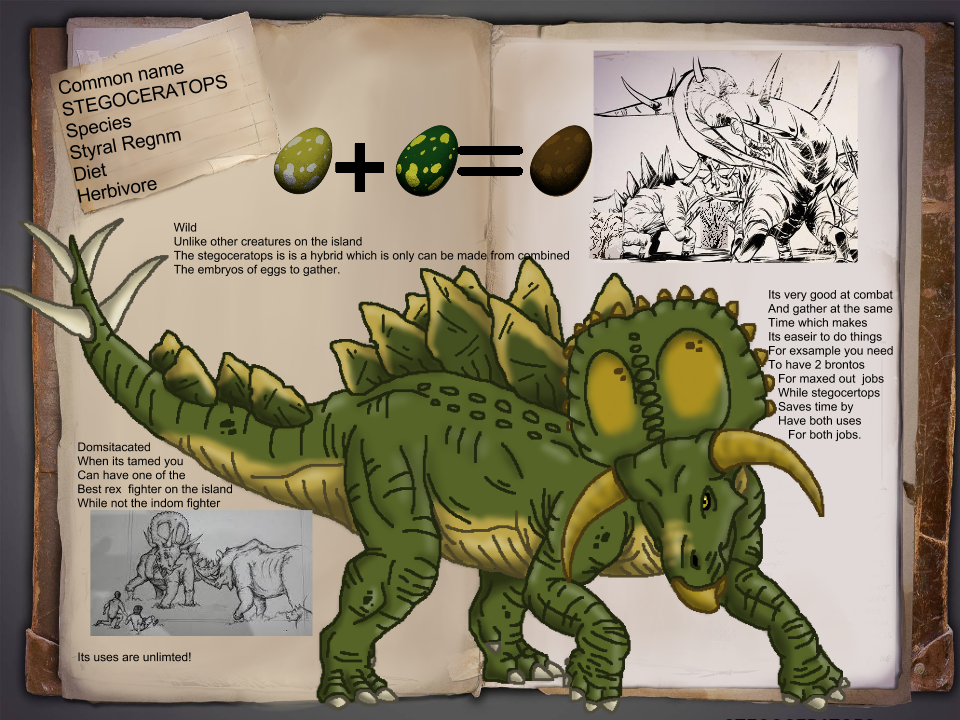 Common name
STEGOCERATOPS
Species
Styral Regnm
Diet
Herbivore
Wild
Unlike other creatures on the island
The stegoceratops is is a hybrid which is only can be made from combined
The embryos of eggs to gather.
Its very good at combat
And gather at the same
Time which makes
Its easeir to do things
For exsample you need
To have 2 brontos
For maxed out jobs
While stegocertops
Saves time by
Have both uses
For both jobs.
Domsitacated
When its tamed you
Can have one of the
Best rex fighter on the island
While not the indom fighter
Its uses are unlimted!